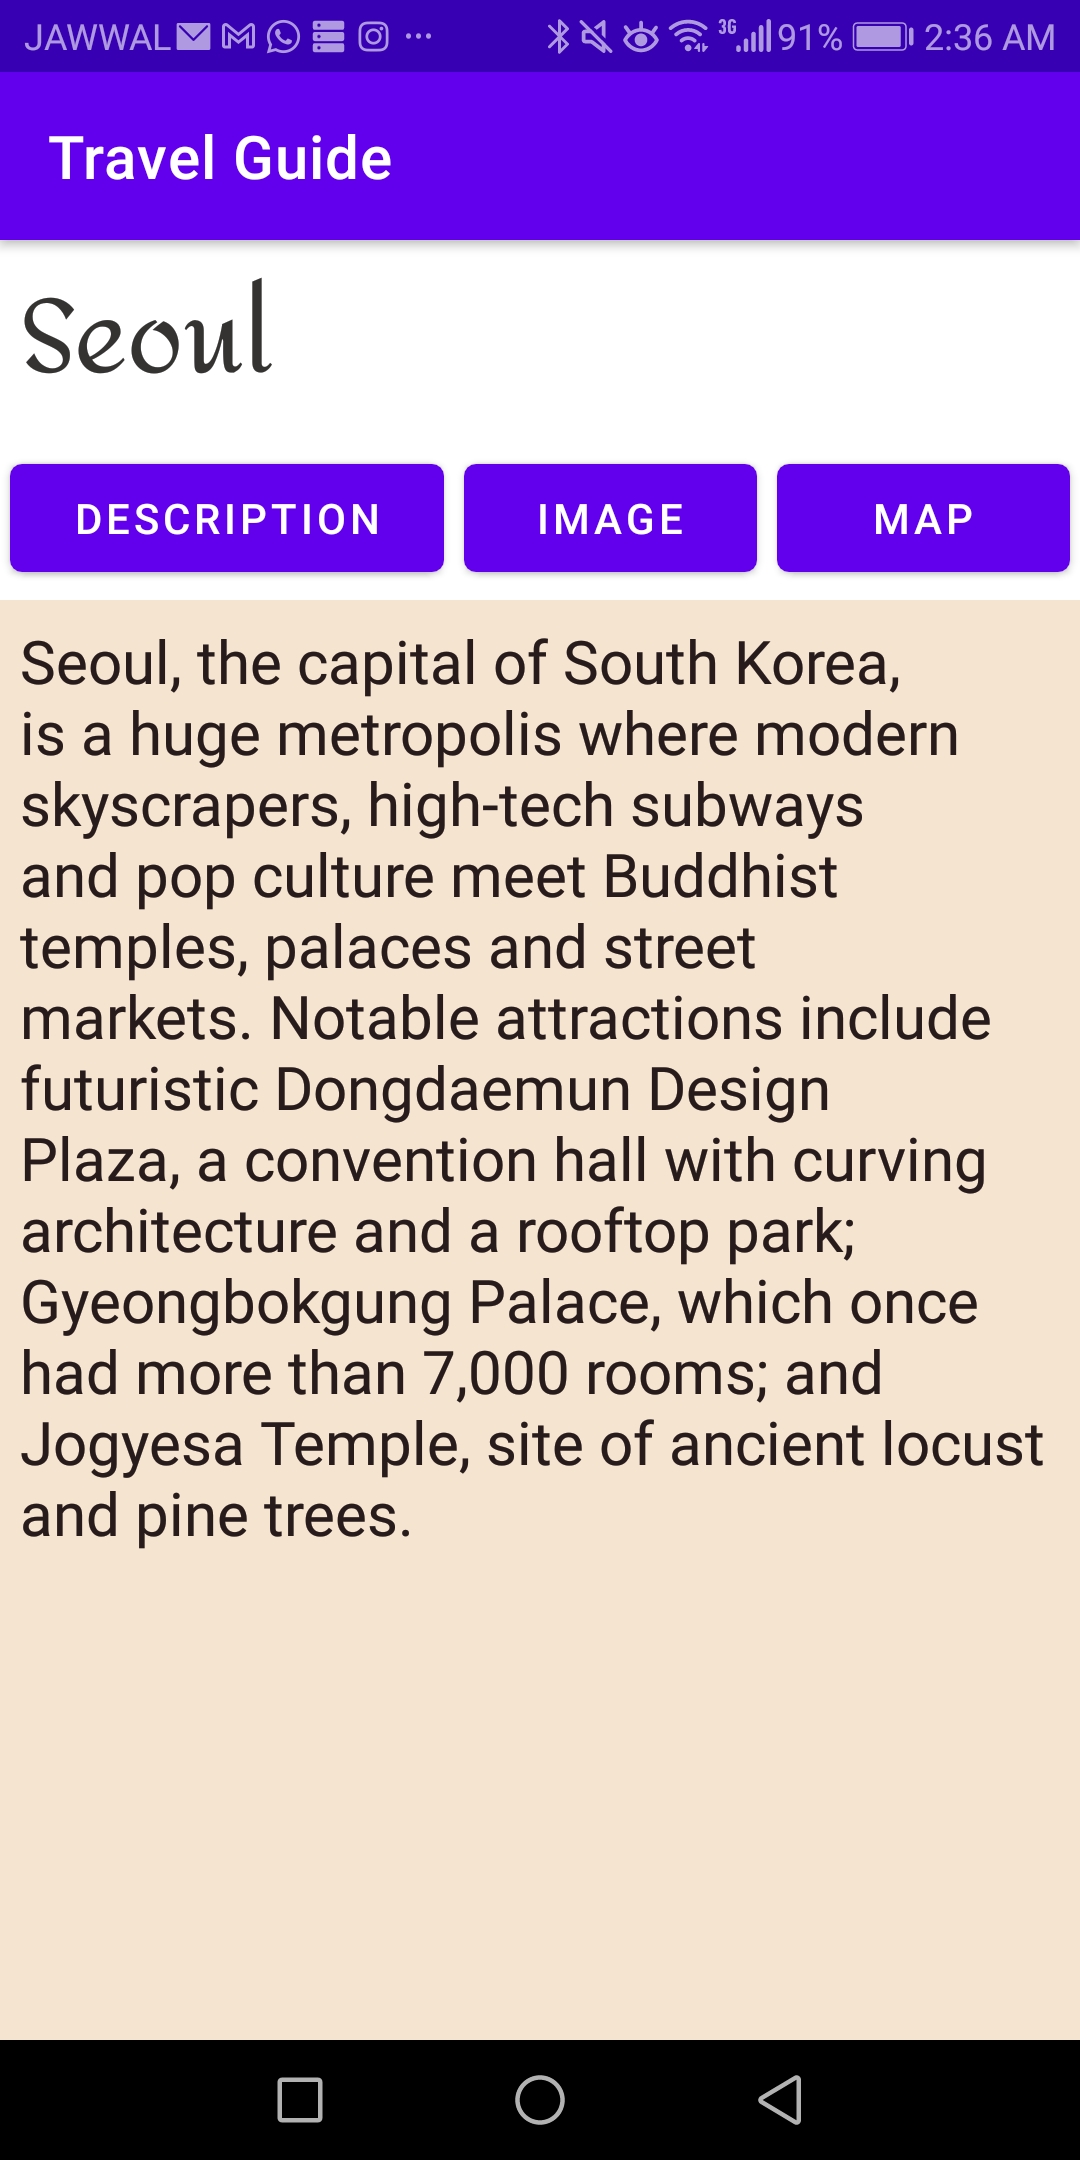 JAWWAL 3G 91% 2:36 AM
Travel Guide
Seoul
DESCRIPTION IMAGE MAP
Seoul, the capital of South Korea,
is a huge metropolis where modern
skyscrapers, high-tech subways
and pop culture meet Buddhist
temples, palaces and street
markets. Notable attractions include
futuristic Dongdaemun Design
Plaza, a convention hall with curving
architecture and a rooftop park;
Gyeongbokgung Palace, which once
had more than 7,000 rooms; and
Jogyesa Temple, site of ancient locust
and pine trees.